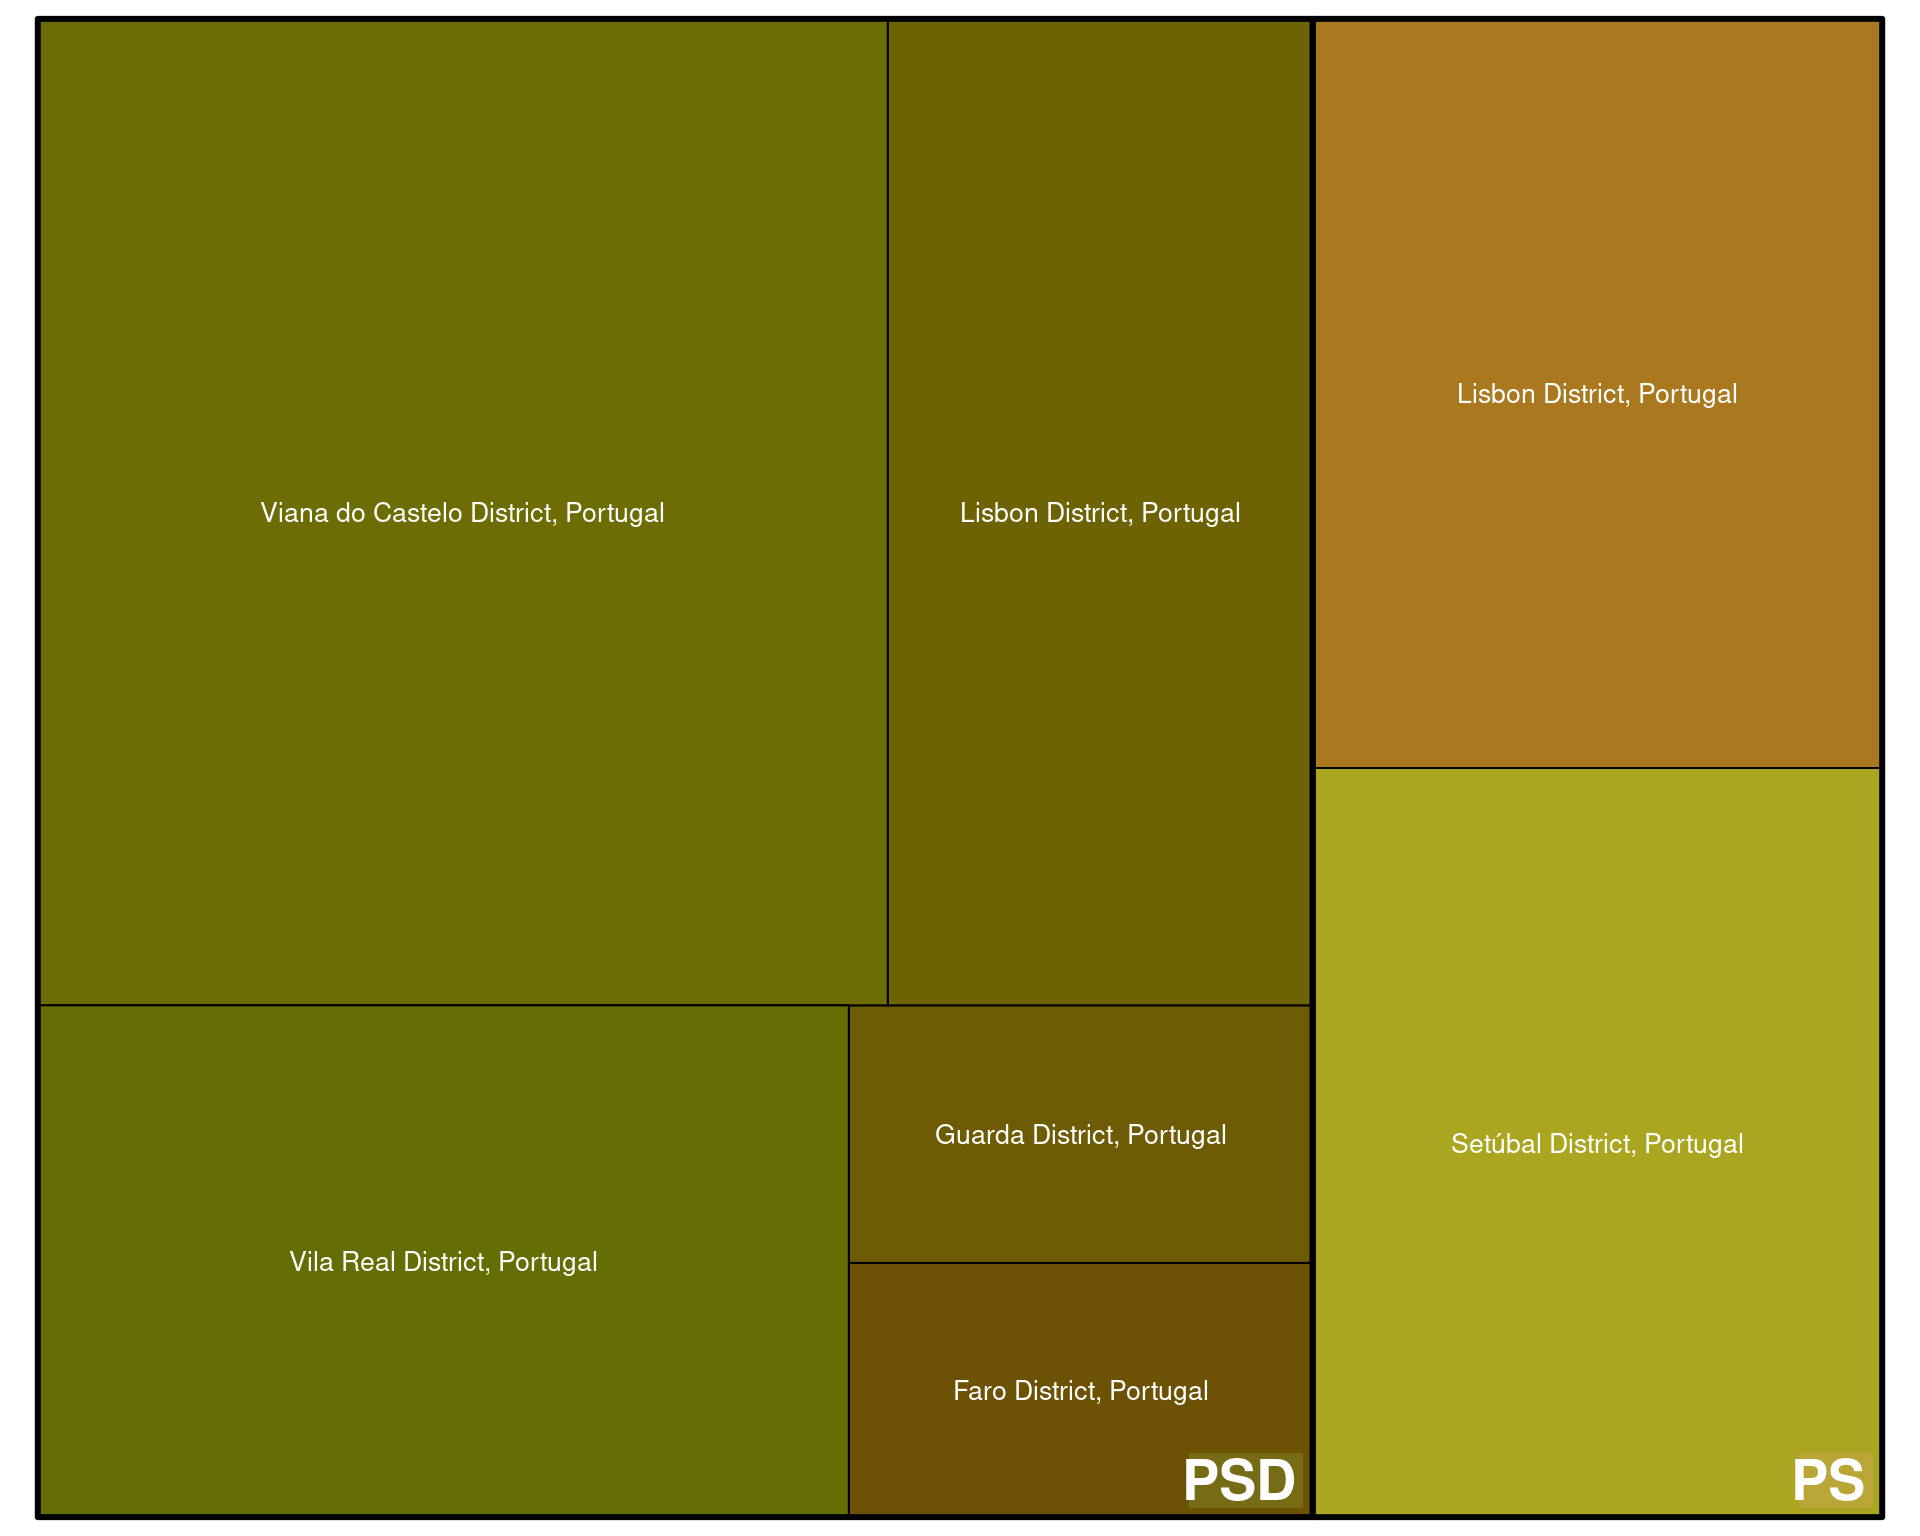 Viana do Castelo District, Portugal
Lisbon District, Portugal
Lisbon District, Portugal
Vila Real District, Portugal
Guarda District, Portugal
Setúbal District, Portugal
Faro District, Portugal
PSD
PS